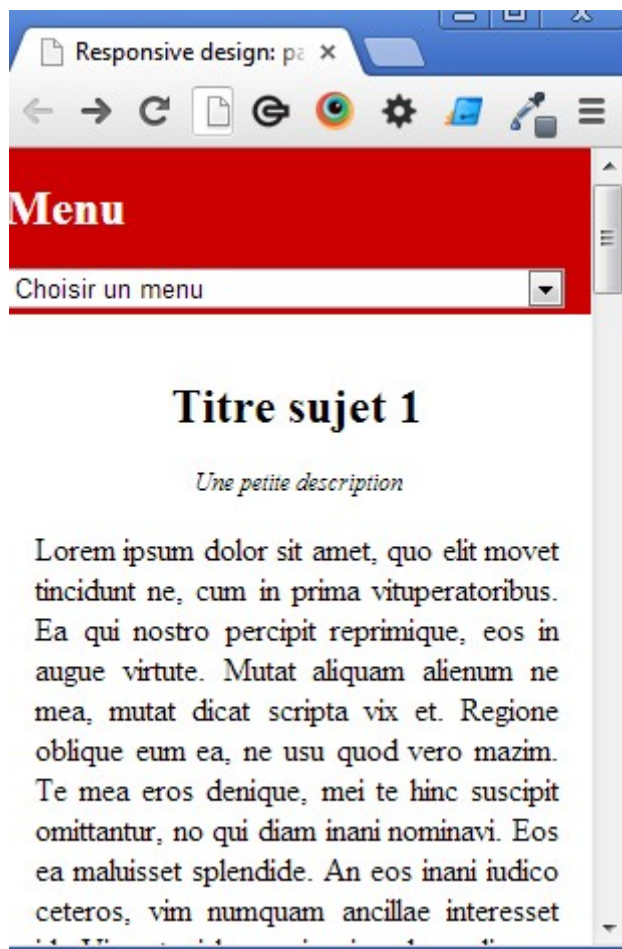 Responsive design: pa
Menu
Choisir un menu
Titre sujet 1
Une petite description
Lorem ipsum dolor sit amet, quo elit movet
tincidunt ne, cum in prima vituperatoribus.
Ea qui nostro percipit reprimique, eos in
augue virtute. Mutat aliquam alienum ne
mea, mutat dicat scripta vix et. Regione
oblique eum ea, ne usu quod vero mazim.
Te mea eros denique, mei te hinc suscipit
omittantur, no qui diam inani nominavi. Eos
ea maluisset splendide. An eos inani iudico
ceteros, vim numquam ancillae interesset